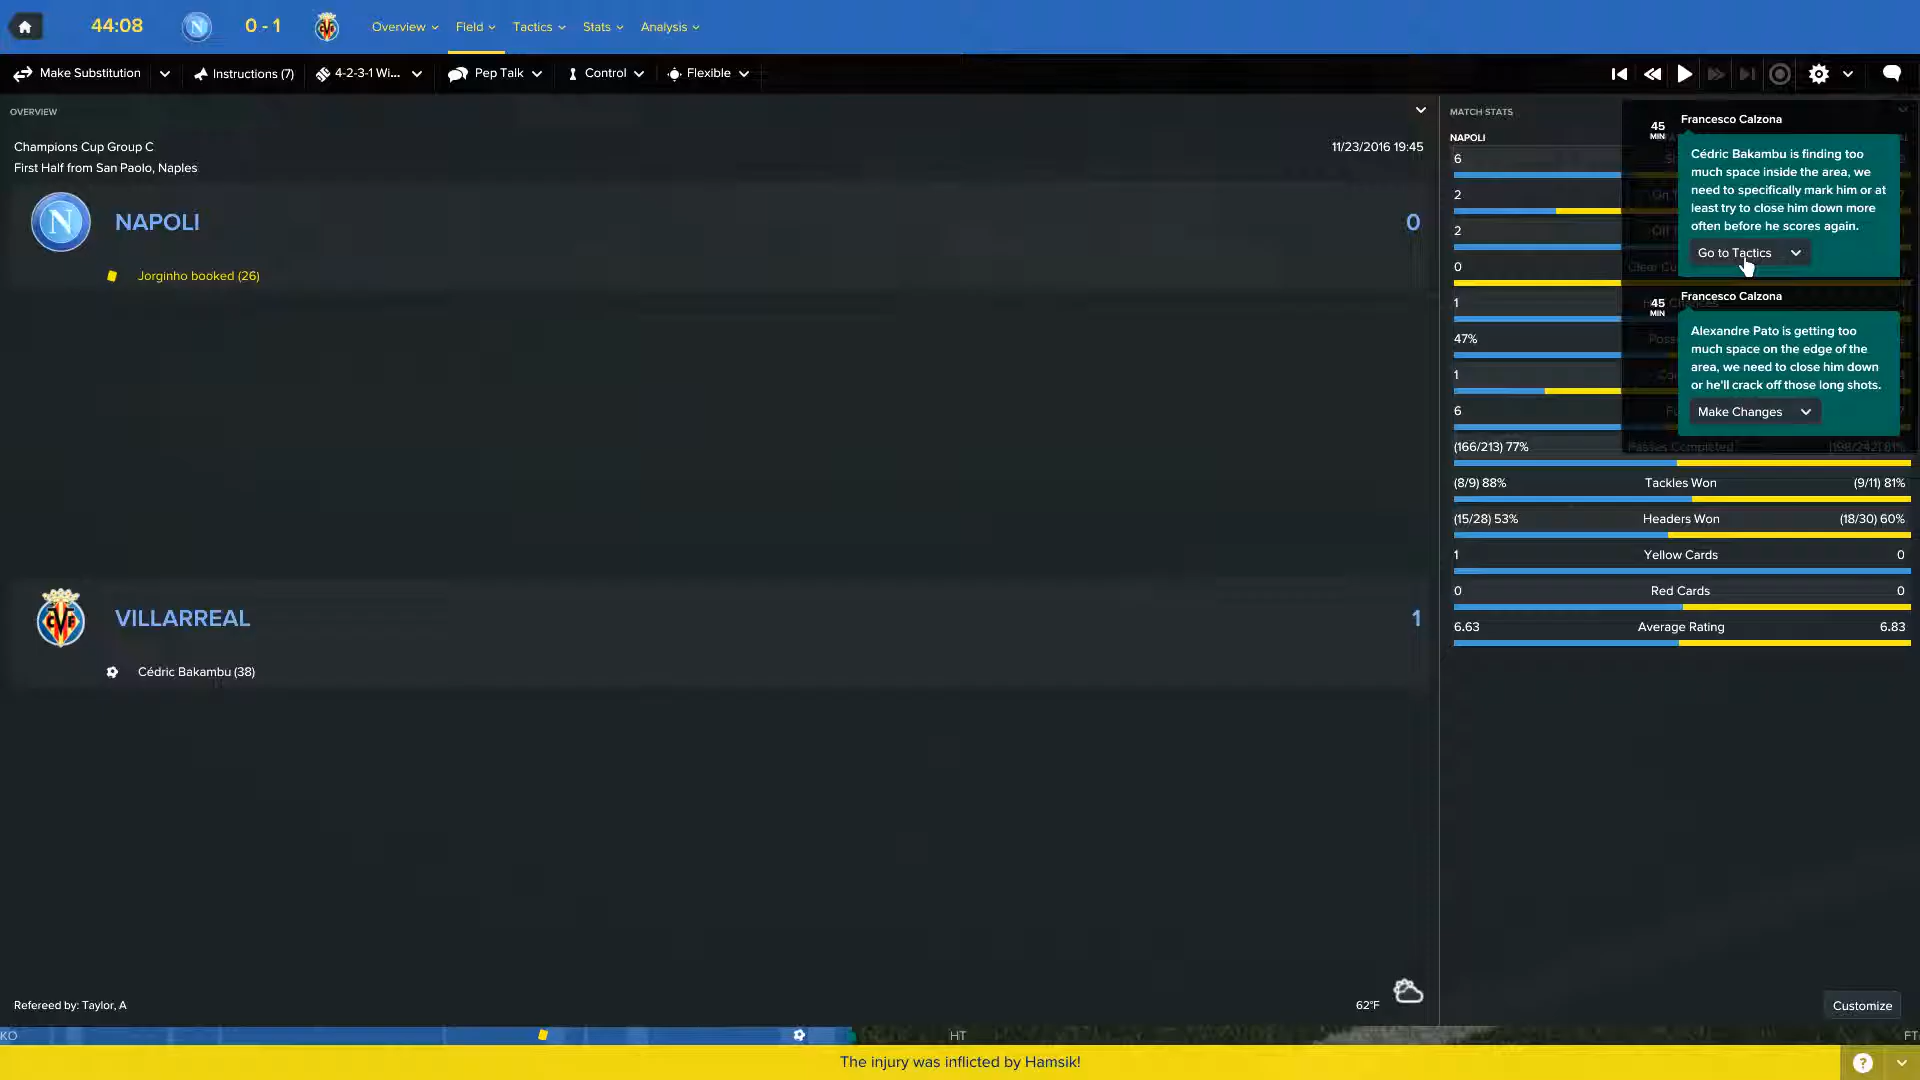 44:08
0 - 1
Overview
Field
Tactics
Stats
Analysis
Make Substitution
Instructions (7)
4-2-3-1 Wi...
Pep Talk
Control
Flexible
OVERVIEW
Champions Cup Group C
11/23/2016 19:45
First Half from San Paolo, Naples
N
NAPOLI
0
Jorginho booked (26)
VILLARREAL
1
Cédric Bakambu (38)
Refereed by: Taylor, A
62°F
MATCH STATS
NAPOLI
6
2
2
0
1
47%
1
6
(166/213) 77% Passes Completed (198/242) 81%
(8/9) 88% Tackles Won (9/11) 81%
(15/28) 53% Headers Won (18/30) 60%
1 Yellow Cards 0
0 Red Cards 0
6.63 Average Rating 6.83
45 MIN
Francesco Calzona
Cédric Bakambu is finding too
much space inside the area, we
need to specifically mark him or at
least try to close him down more
often before he scores again.
Go to Tactics
45 MIN
Francesco Calzona
Alexandre Pato is getting too
much space on the edge of the
area, we need to close him down
or he'll crack off those long shots.
Make Changes
Customize
KO
HT
FT
The injury was inflicted by Hamsik!
?